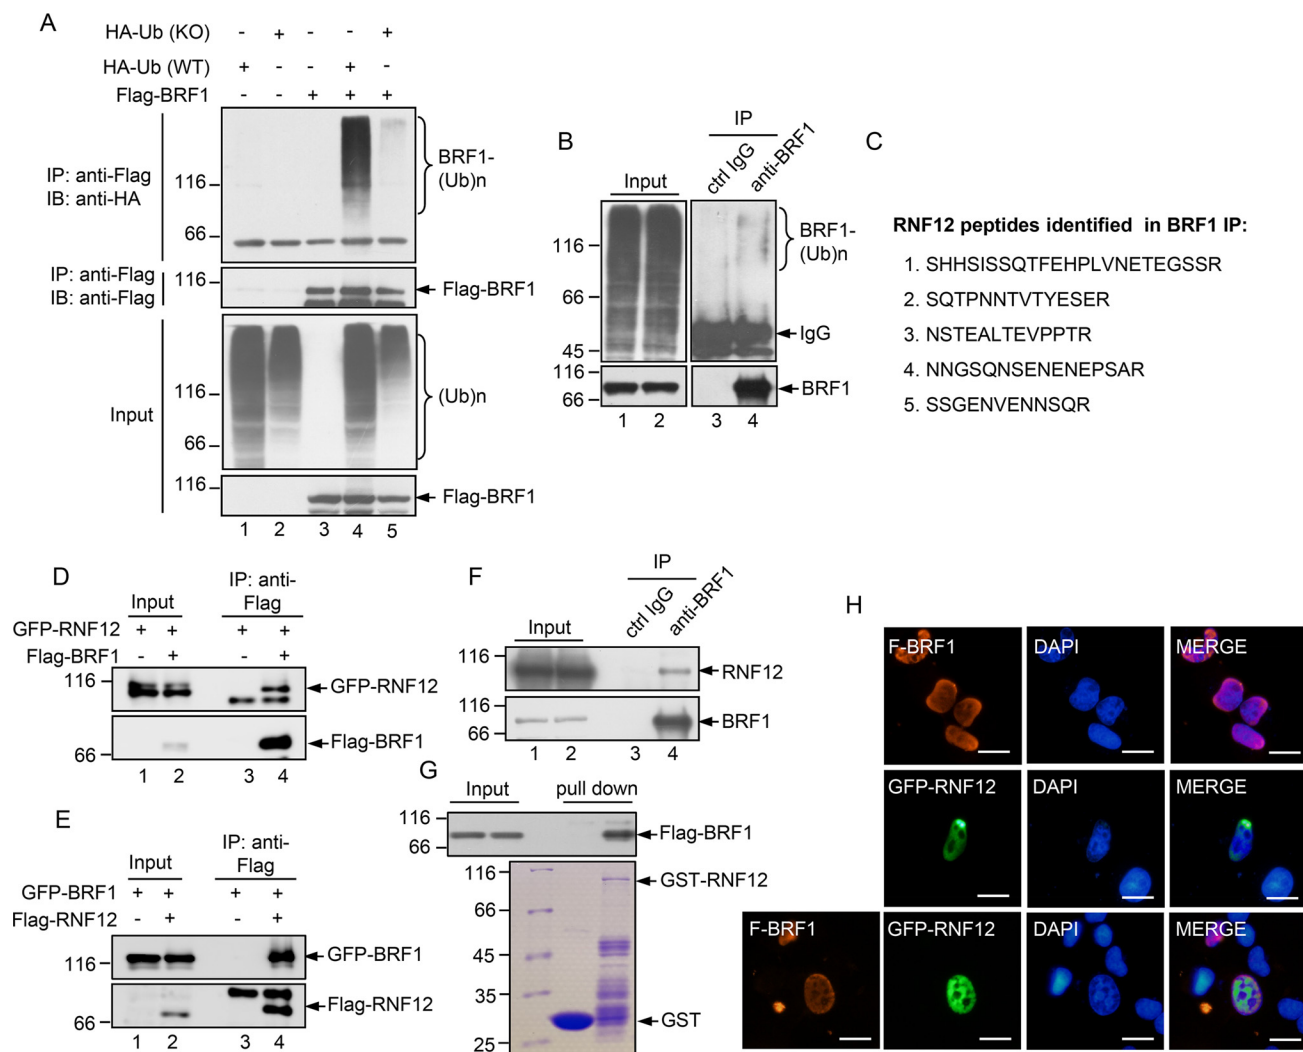 A
HA-Ub (KO) - + - - +
HA-Ub (WT) + - - + -
Flag-BRF1 - - + + +
IP: anti-Flag
IB: anti-HA
116
66
BRF1-
(Ub)n
IP: anti-Flag
IB: anti-Flag
116
Flag-BRF1
Input
116
66
(Ub)n
116
Flag-BRF1
1 2 3 4 5
B
IP
Input ctrl IgG anti-BRF1
116
66
45
BRF1-
(Ub)n
IgG
116
66
BRF1
1 2 3 4
C
RNF12 peptides identified in BRF1 IP:
1. SHHSISSQTFEHPLVNETEGSSR
2. SQTPNNTVTYESER
3. NSTEALTEVPPTR
4. NNGSQNSENENEPSAR
5. SSGENVENNSQR
D
Input
IP: anti-
Flag
GFP-RNF12 + + + +
Flag-BRF1 - + - +
116
GFP-RNF12
66
Flag-BRF1
1 2 3 4
E
Input
IP: anti-
Flag
GFP-BRF1 + + + +
Flag-RNF12 - + - +
116
GFP-BRF1
66
Flag-RNF12
1 2 3 4
F
IP
Input ctrl IgG anti-BRF1
116
RNF12
116
66
BRF1
1 2 3 4
G
Input pull down
116
66
Flag-BRF1
116
66
45
35
25
GST-RNF12
GST
H
F-BRF1 DAPI MERGE
GFP-RNF12 DAPI MERGE
F-BRF1 GFP-RNF12 DAPI MERGE